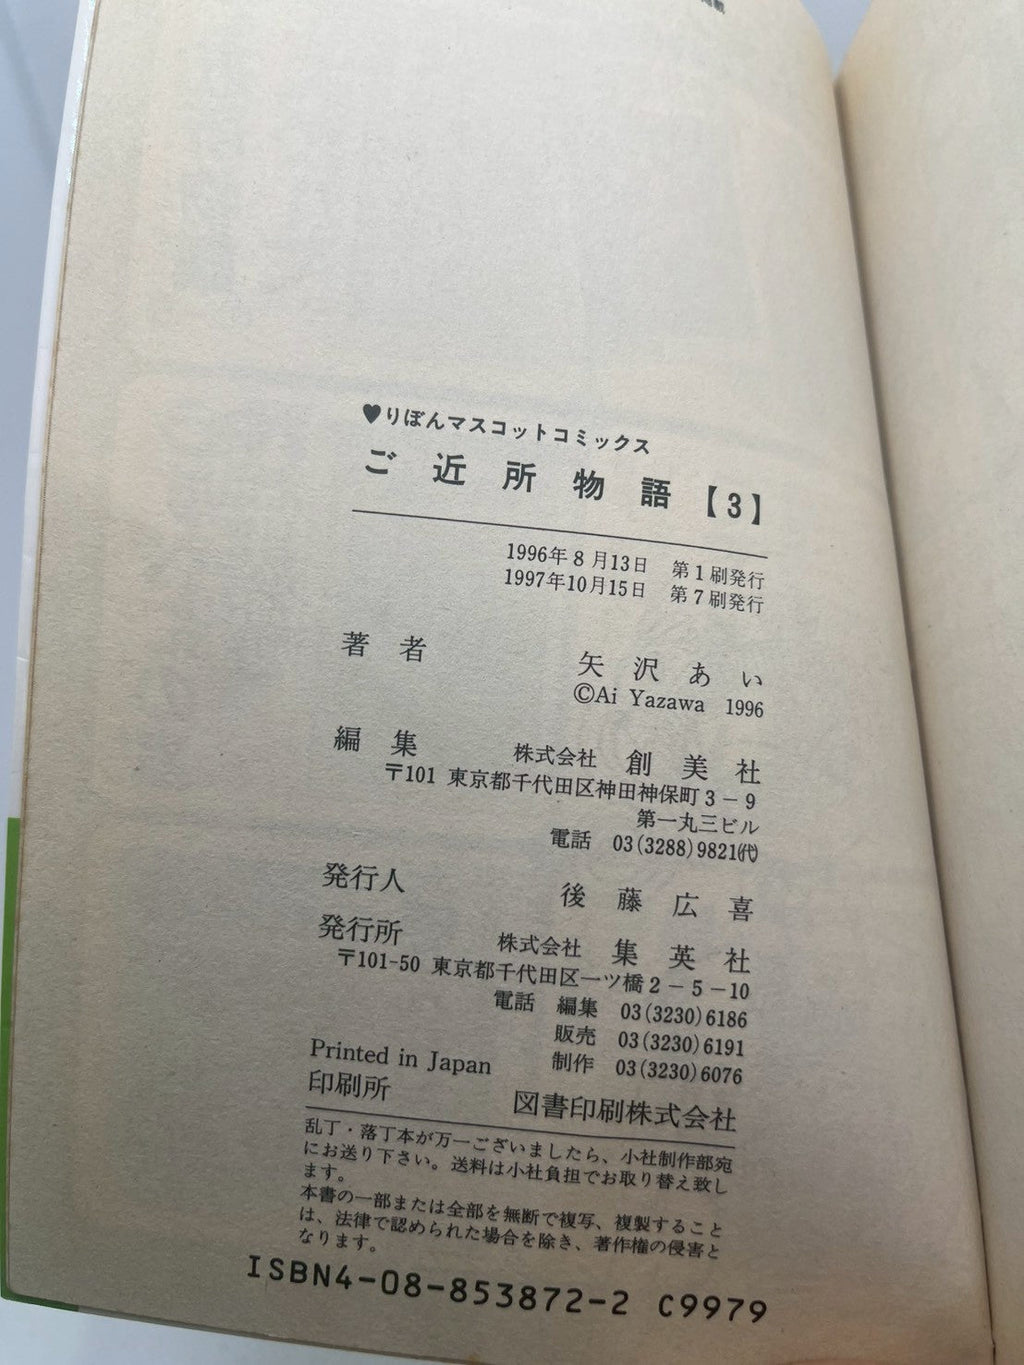 ♥りぼんマスコットコミックス
ご近所物語【3】
1996年8月13日 第1刷発行
1997年10月15日 第7刷発行
著者 矢沢あい
©Ai Yazawa 1996
編集 株式会社 創美社
〒101 東京都千代田区神田神保町3-9
第一丸三ビル
電話 03(3288)9821㈹
発行人 後藤広喜
発行所 株式会社 集英社
〒101-50 東京都千代田区一ツ橋2-5-10
電話 編集 03(3230)6186
販売 03(3230)6191
制作 03(3230)6076
Printed in Japan
印刷所 図書印刷株式会社
乱丁・落丁本が万一ございましたら、小社制作部宛
にお送り下さい。送料は小社負担でお取り替え致し
ます。
本書の一部または全部を無断で複写、複製すること
は、法律で認められた場合を除き、著作権の侵害と
なります。
ISBN4-08-853872-2 C9979